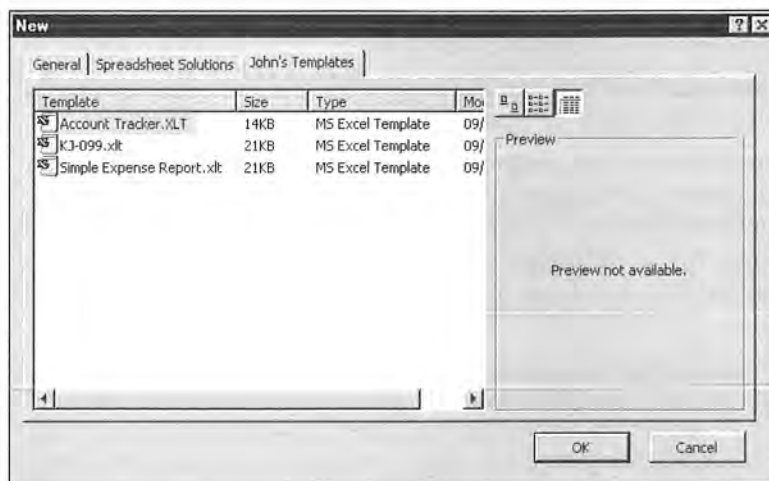 New
General Spreadsheet Solutions John's Templates
Template Size Type Mo
Account Tracker.XLT 14KB MS Excel Template 09/
KJ-099.xlt 21KB MS Excel Template 09/
Simple Expense Report.xlt 21KB MS Excel Template 09/
Preview
Preview not available.
OK Cancel